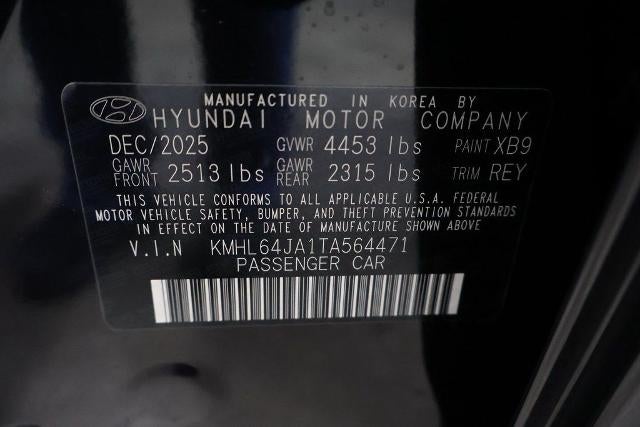 MANUFACTURED IN KOREA BY
HYUNDAI MOTOR COMPANY
DEC/2025 GVWR 4453 lbs PAINT XB9
GAWR FRONT 2513 lbs GAWR REAR 2315 lbs TRIM REY
THIS VEHICLE CONFORMS TO ALL APPLICABLE U.S.A. FEDERAL
MOTOR VEHICLE SAFETY, BUMPER, AND THEFT PREVENTION STANDARDS
IN EFFECT ON THE DATE OF MANUFACTURE SHOWN ABOVE
V.I.N KMHL64JA1TA564471
PASSENGER CAR